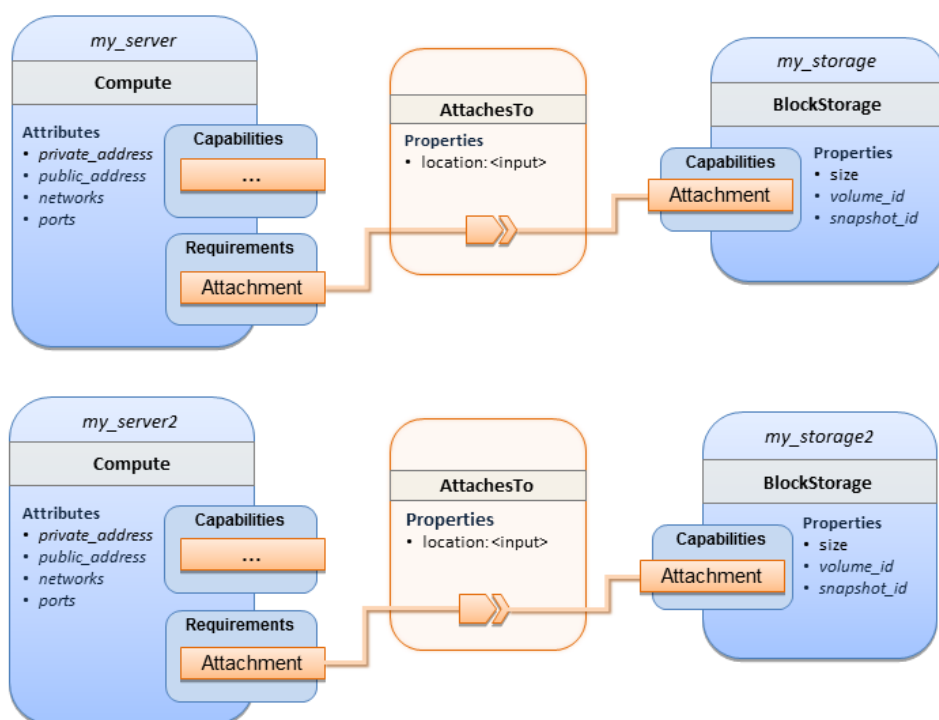 my_server
Compute
Attributes
• private_address
• public_address
• networks
• ports
Capabilities
...
Requirements
Attachment
AttachesTo
Properties
• location:<input>
my_storage
BlockStorage
Capabilities
Attachment
Properties
• size
• volume_id
• snapshot_id
my_server2
Compute
Attributes
• private_address
• public_address
• networks
• ports
Capabilities
...
Requirements
Attachment
AttachesTo
Properties
• location:<input>
my_storage2
BlockStorage
Capabilities
Attachment
Properties
• size
• volume_id
• snapshot_id